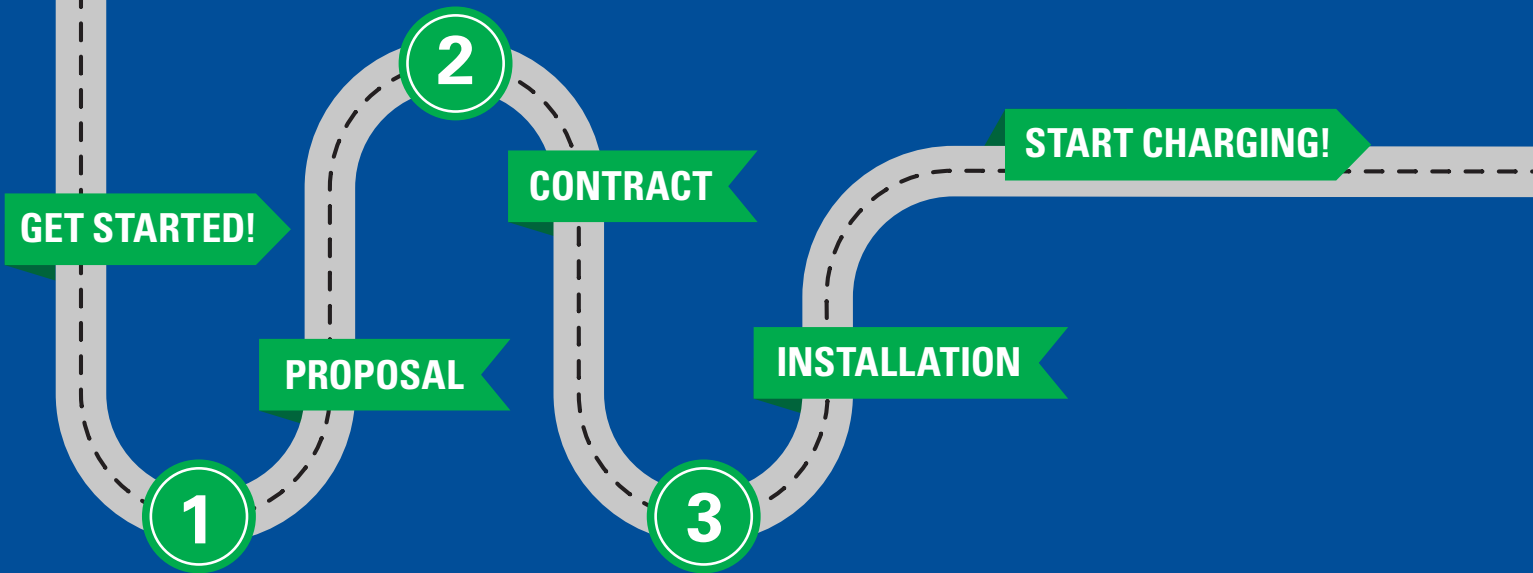 GET STARTED!
1
PROPOSAL
2
CONTRACT
3
INSTALLATION
START CHARGING!